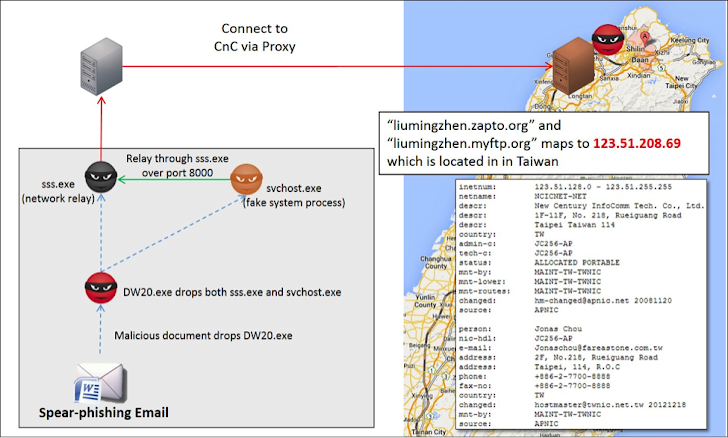 Connect to
CnC via Proxy
Relay through sss.exe
over port 8000
sss.exe
(network relay)
svchost.exe
(fake system process)
DW20.exe drops both sss.exe and svchost.exe
Malicious document drops DW20.exe
W
Spear-phishing Email
A
Keelung City
Shilin
Xizhi
Gongliao
Baan
Sanxia
Xindian
New
Taipei City
Longtan
Jiaoxi
"liumingzhen.zapto.org" and
"liumingzhen.myftp.org" maps to 123.51.208.69
which is located in in Taiwan
Changhua
County
Yunlin
County
Chiayi
Tainan City
inetnum: 123.51.128.0 - 123.51.255.255
netname: NCICNET-NET
descr: New Century InfoComm Tech. Co., Ltd.
descr: 1F-11F, No. 218, Rueiguang Road
descr: Taipei Taiwan 114
country: TW
admin-c: JC256-AP
tech-c: JC256-AP
status: ALLOCATED PORTABLE
mnt-by: MAINT-TW-TWNIC
mnt-lower: MAINT-TW-TWNIC
mnt-routes: MAINT-TW-TWNIC
changed: hm-changed@apnic.net 20081120
source: APNIC
person: Jonas Chou
nic-hdl: JC256-AP
e-mail: Jonaschou@fareastone.com.tw
address: 2F, No.218, Rueiguang Road
address: Taipei, 114, R.O.C
phone: +886-2-7700-8888
fax-no: +886-2-7700-8888
country: TW
changed: hostmaster@twnic.net.tw 20121218
mnt-by: MAINT-TW-TWNIC
source: APNIC